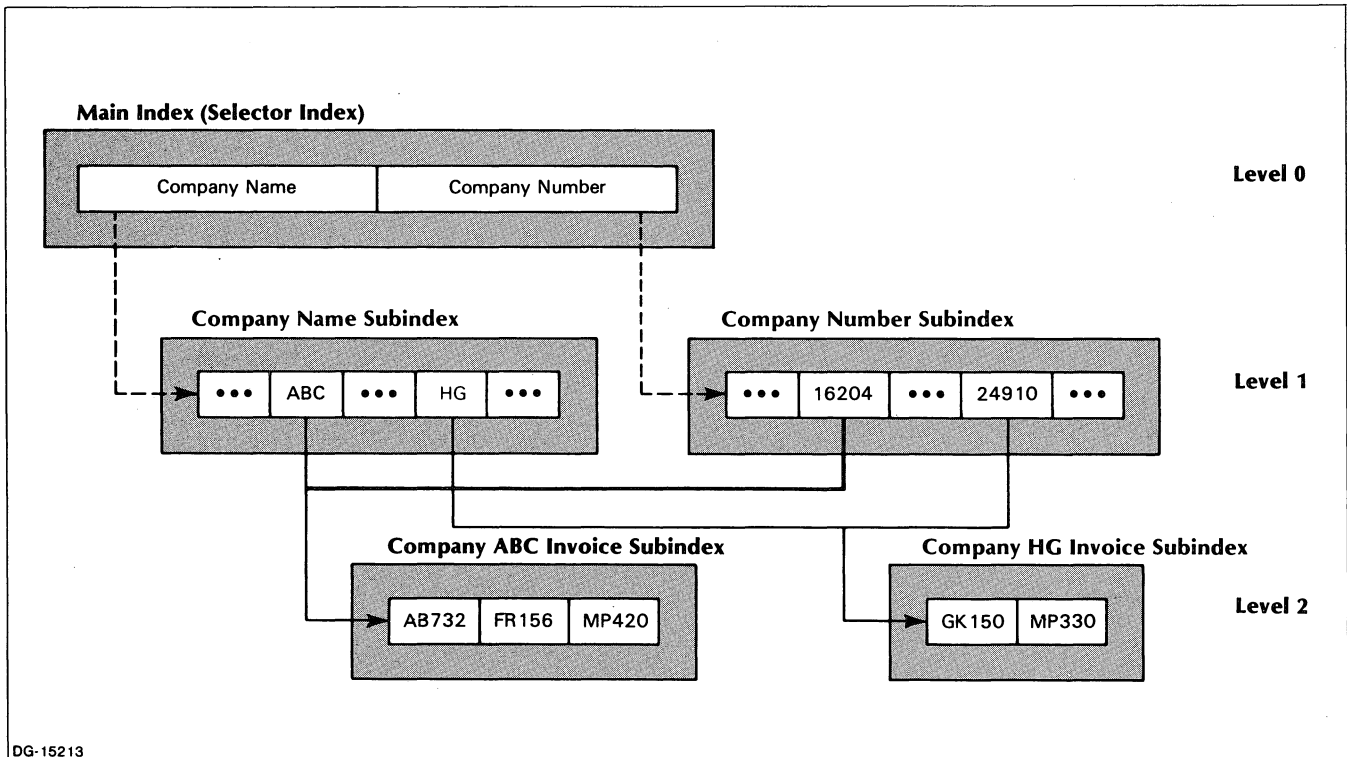 Main Index (Selector Index)
Company Name
Company Number
Level 0
Company Name Subindex
Company Number Subindex
••• ABC ••• HG •••
••• 16204 ••• 24910 •••
Level 1
Company ABC Invoice Subindex
Company HG Invoice Subindex
AB732 FR156 MP420
GK150 MP330
Level 2
DG-15213